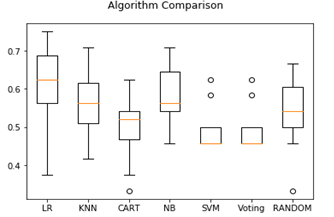 Algorithm Comparison
0.7
0.6
0.5
0.4
LR KNN CART NB SVM Voting RANDOM